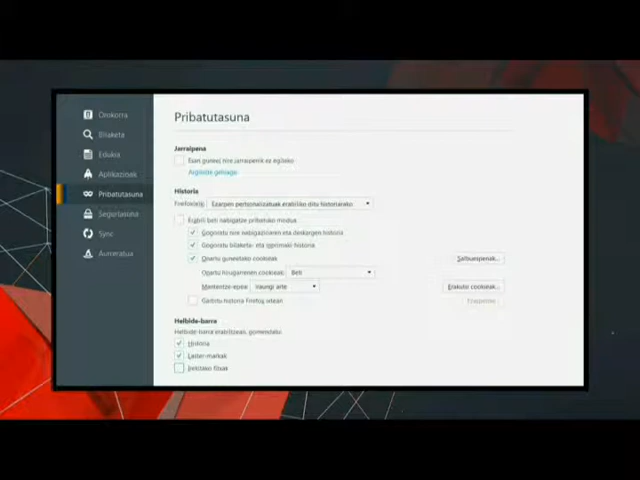 Orokorra
Bilaketa
Edukia
Aplikazioak
Pribatutasuna
Segurtasuna
Sync
Aurreratua
Pribatutasuna
Jarraipena
Esan guneei nire jarraipenik ez egiteko
Argibide gehiago
Historia
Firefox(e)k: Ezarpen pertsonalizatuak erabiliko ditu historiarako
Erabili beti nabigatze pribatuko modua
Gogoratu nire nabigazioaren eta deskargen historia
Gogoratu bilaketa- eta inprimaki-historia
Onartu guneetako cookieak
Salbuespenak...
Onartu hirugarrenen cookieak: Beti
Mantentze-epea: iraungi arte
Erakutsi cookieak...
Garbitu historia Firefox ixtean
Ezarpenak...
Helbide-barra
Helbide-barra erabiltzean, gomendatu:
Historia
Laster-markak
Irekitako fitxak